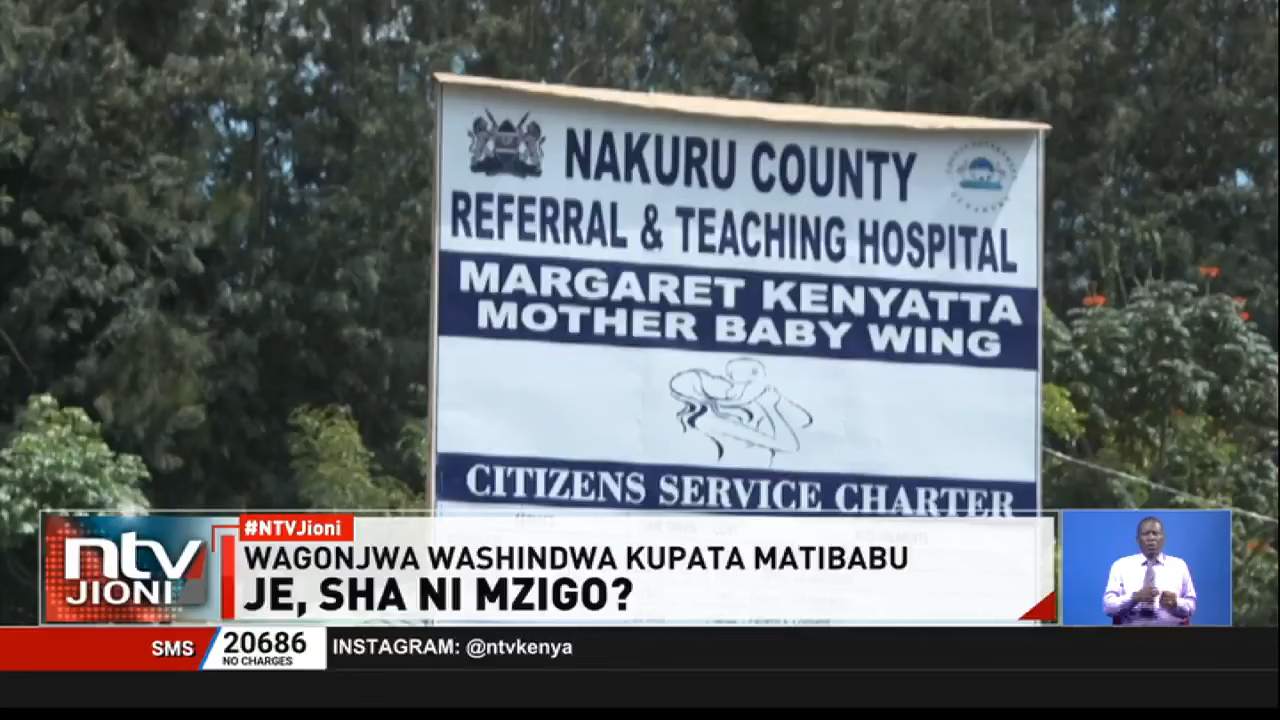 NAKURU COUNTY
REFERRAL & TEACHING HOSPITAL
MARGARET KENYATTA
MOTHER BABY WING
CITIZENS SERVICE CHARTER
#NTVJioni
ntv
JIONI
WAGONJWA WASHINDWA KUPATA MATIBABU
JE, SHA NI MZIGO?
SMS
20686
NO CHARGES
INSTAGRAM: @ntvkenya